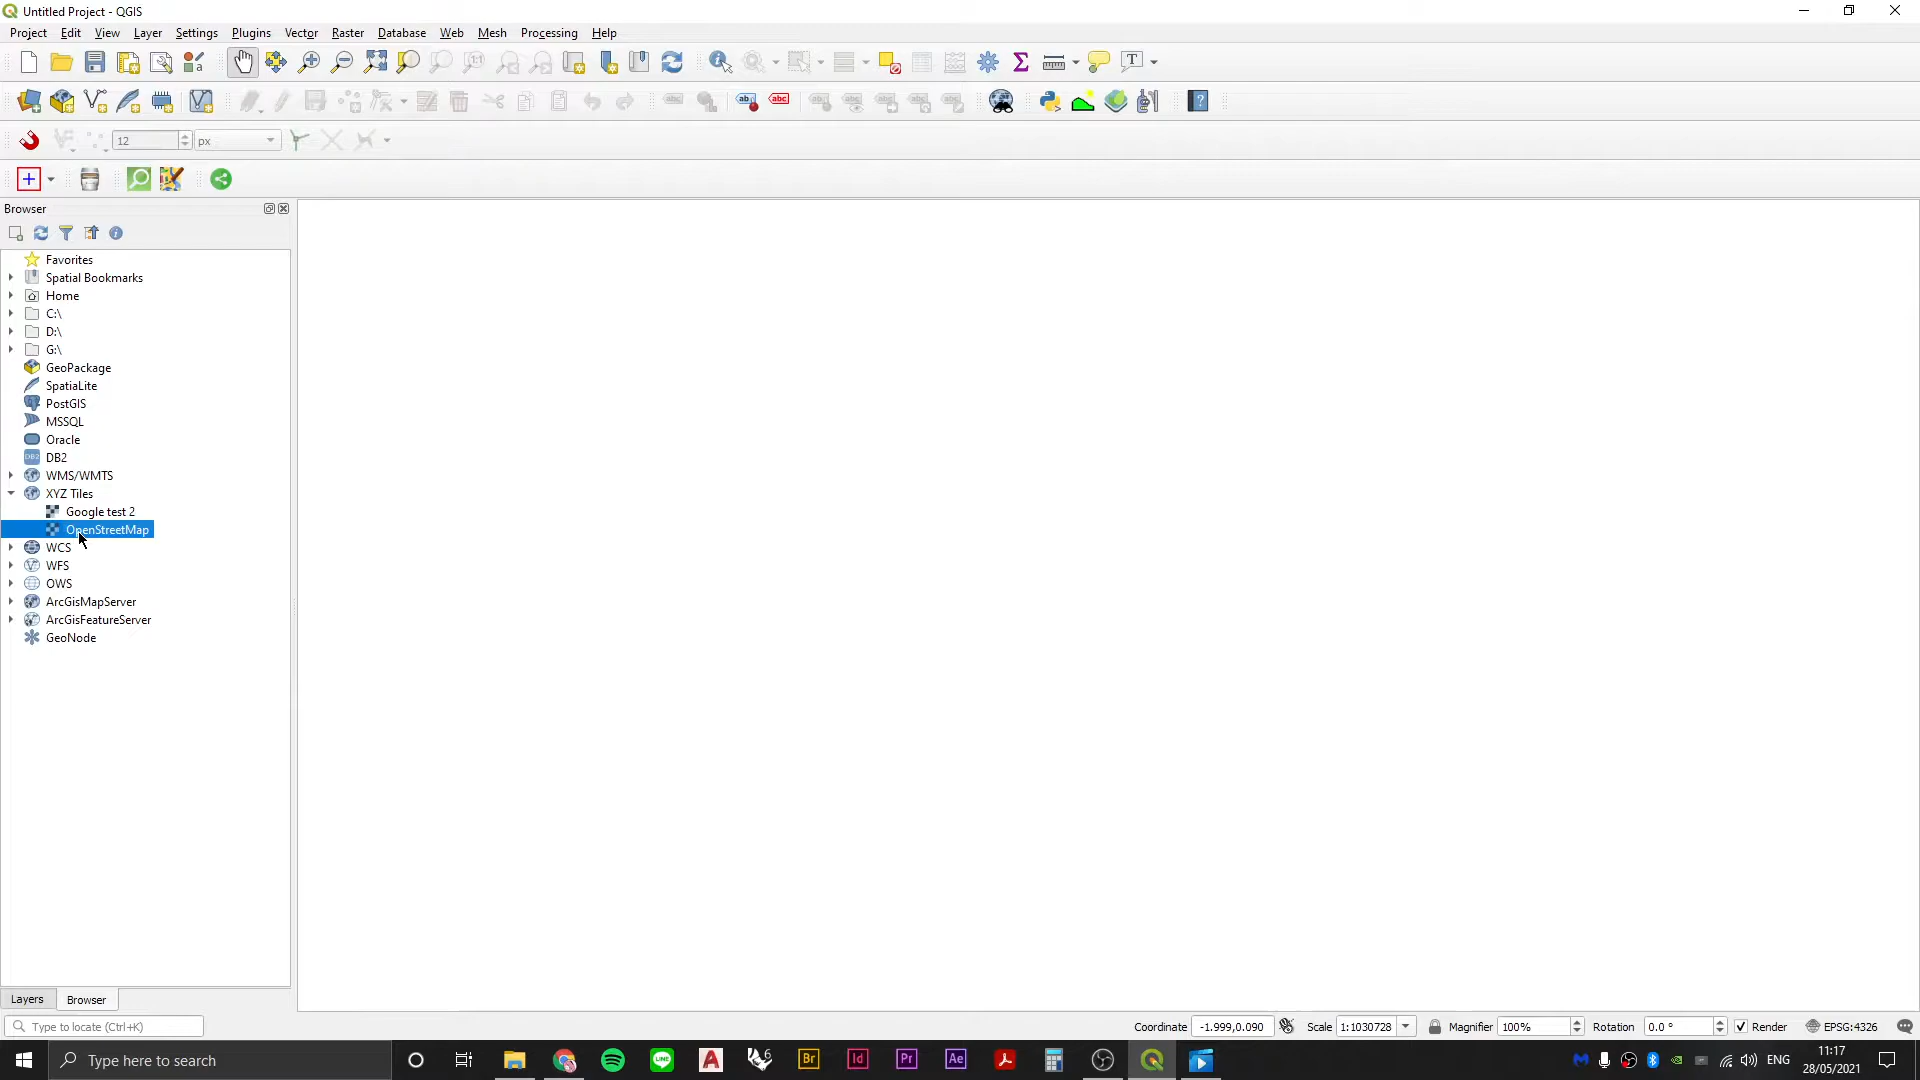 Untitled Project - QGIS
Project Edit View Layer Settings Plugins Vector Raster Database Web Mesh Processing Help
12 px
Browser
Favorites
Spatial Bookmarks
Home
C:\
D:\
G:\
GeoPackage
SpatiaLite
PostGIS
MSSQL
Oracle
DB2
WMS/WMTS
XYZ Tiles
Google test 2
OpenStreetMap
WCS
WFS
OWS
ArcGisMapServer
ArcGisFeatureServer
GeoNode
Layers Browser
Type to locate (Ctrl+K) Coordinate -1.999,0.090 Scale 1:1030728 Magnifier 100% Rotation 0.0 ° Render EPSG:4326
Type here to search ENG 11:17
28/05/2021